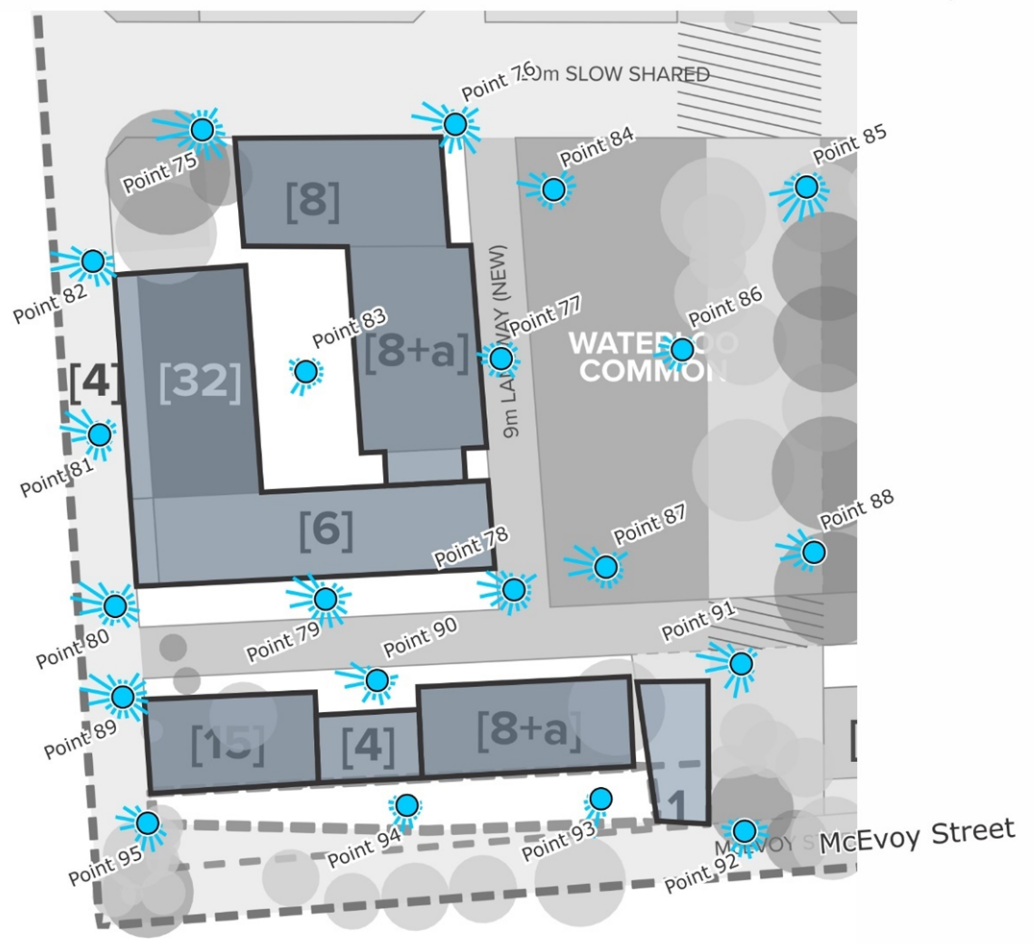 Point 76
20m SLOW SHARED
Point 84
Point 85
Point 75
[8]
Point 82
Point 83
9m LANEWAY (NEW)
Point 77
Point 86
[4]
[32]
[8+a]
WATERLOO
COMMON
Point 81
[6]
Point 78
Point 87
Point 88
Point 80
Point 79
Point 90
Point 91
Point 89
[15]
[4]
[8+a]
1
Point 95
Point 94
Point 93
Point 92
McEVOY S
McEvoy Street
[